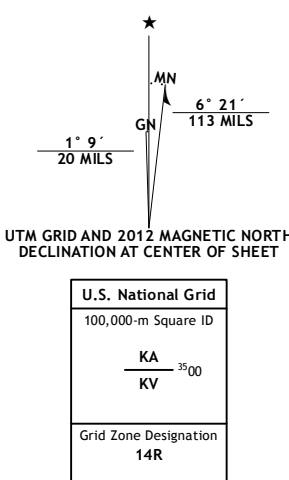 ★
MN
GN
6° 21´
113 MILS
1° 9´
20 MILS
UTM GRID AND 2012 MAGNETIC NORTH
DECLINATION AT CENTER OF SHEET
U.S. National Grid
100,000-m Square ID
KA
3500
KV
Grid Zone Designation
14R